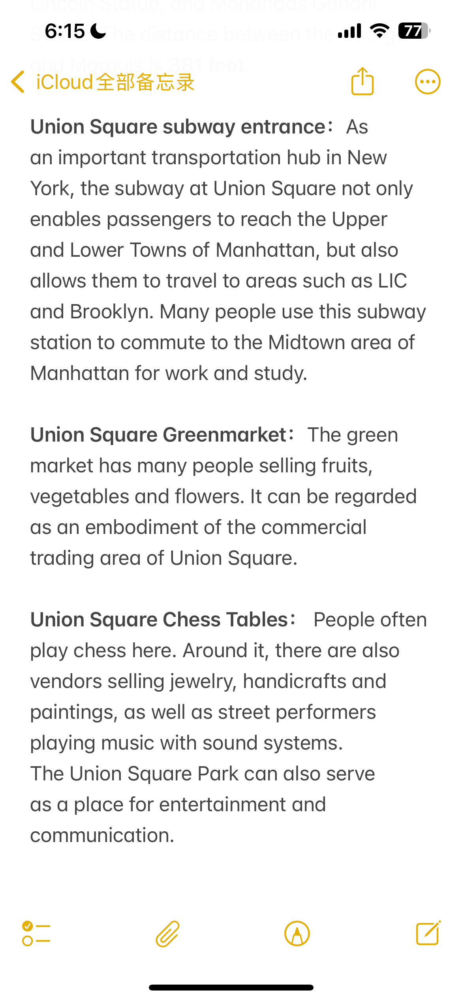 Lincoln Statue, and Mohandas Gandhi
6:15
77
The distance between the
and Marquis is 381 feet.
iCloud全部备忘录
Union Square subway entrance：As
an important transportation hub in New
York, the subway at Union Square not only
enables passengers to reach the Upper
and Lower Towns of Manhattan, but also
allows them to travel to areas such as LIC
and Brooklyn. Many people use this subway
station to commute to the Midtown area of
Manhattan for work and study.
Union Square Greenmarket：The green
market has many people selling fruits,
vegetables and flowers. It can be regarded
as an embodiment of the commercial
trading area of Union Square.
Union Square Chess Tables： People often
play chess here. Around it, there are also
vendors selling jewelry, handicrafts and
paintings, as well as street performers
playing music with sound systems.
The Union Square Park can also serve
as a place for entertainment and
communication.